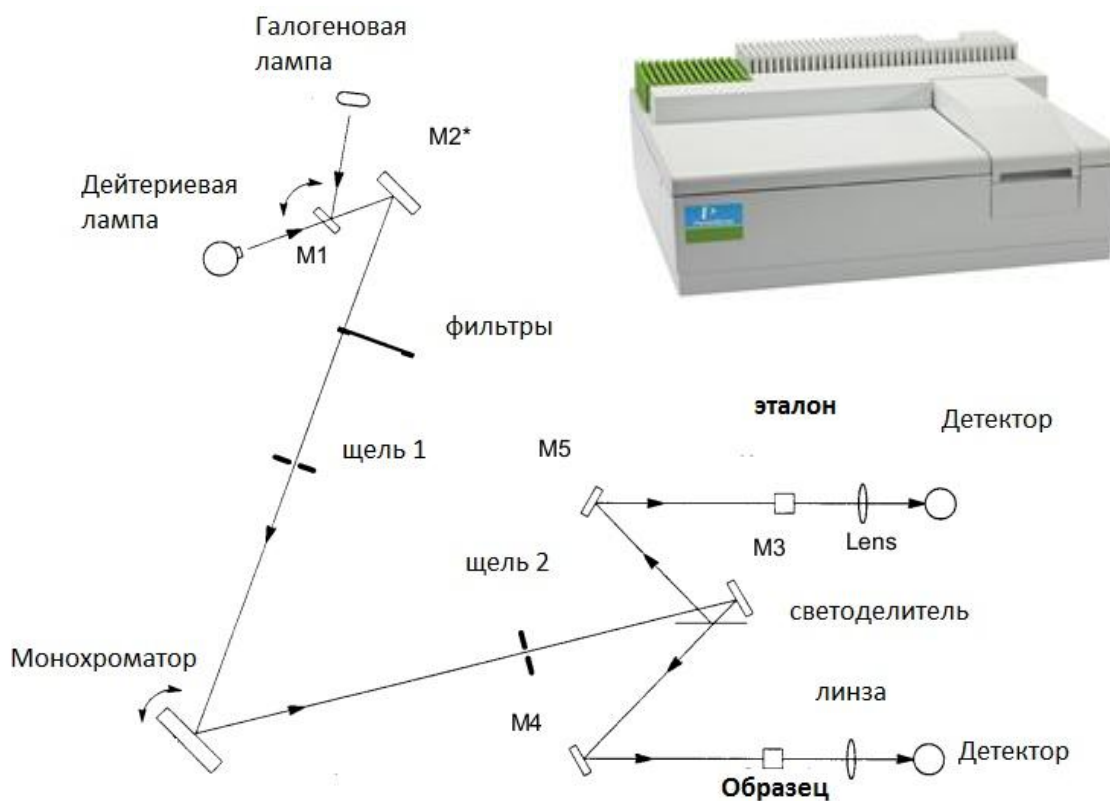 Галогеновая
лампа
M2*
Дейтериевая
лампа
M1
фильтры
эталон
Детектор
щель 1
M5
M3
Lens
щель 2
светоделитель
Монохроматор
линза
M4
Детектор
Образец